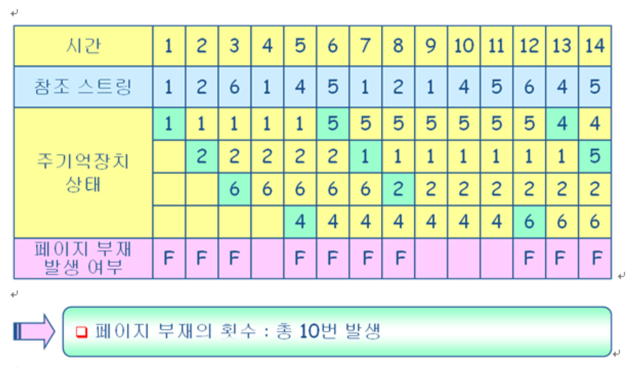 시간 1 2 3 4 5 6 7 8 9 10 11 12 13 14
참조 스트링 1 2 6 1 4 5 1 2 1 4 5 6 4 5
주기억장치
상태
1 1 1 1 1 5 5 5 5 5 5 5 4 4
2 2 2 2 2 1 1 1 1 1 1 1 5
6 6 6 6 2 2 2 2 2 2 2
4 4 4 4 4 4 4 6 6 6
페이지 부재
발생 여부
F F F F F F F F F F
페이지 부재의 횟수 : 총 10번 발생